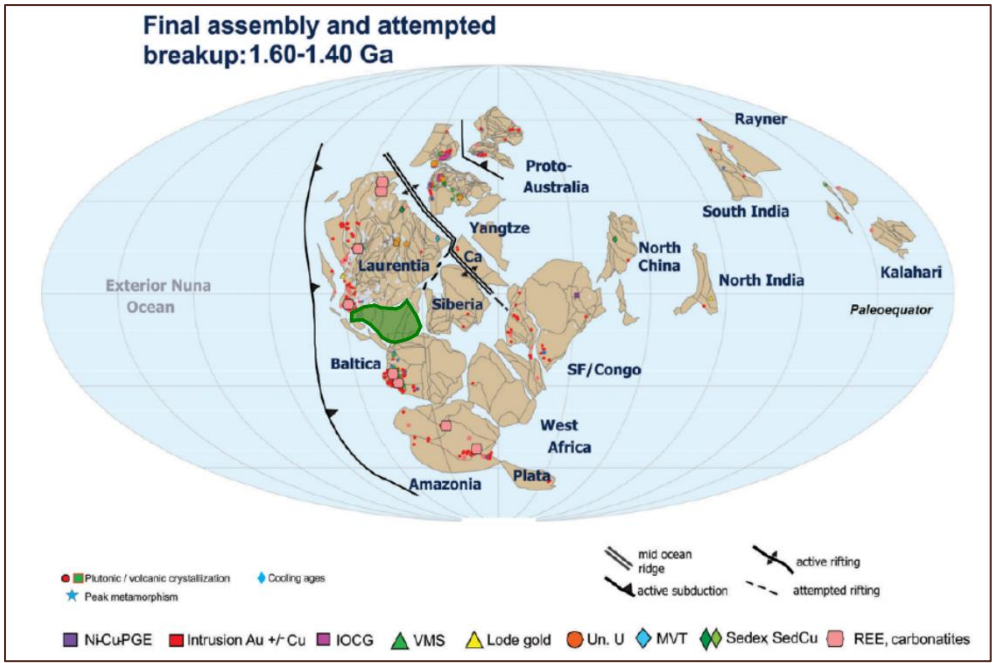 Final assembly and attempted
breakup: 1.60-1.40 Ga
Rayner
Proto-
Australia
South India
Yangtze
North
China
Kalahari
Ca
Laurentia
North India
Exterior Nuna
Ocean
Siberia
Paleoequator
Baltica
SF/Congo
West
Africa
Plata
Amazonia
mid ocean
ridge
active rifting
Plutonic / volcanic crystallization
Cooling ages
active subduction
attempted rifting
Peak metamorphism
Ni-Cu-PGE
Intrusion Au +/- Cu
IOCG
VMS
Lode gold
Un. U
MVT
Sedex, SedCu
REE, carbonatites